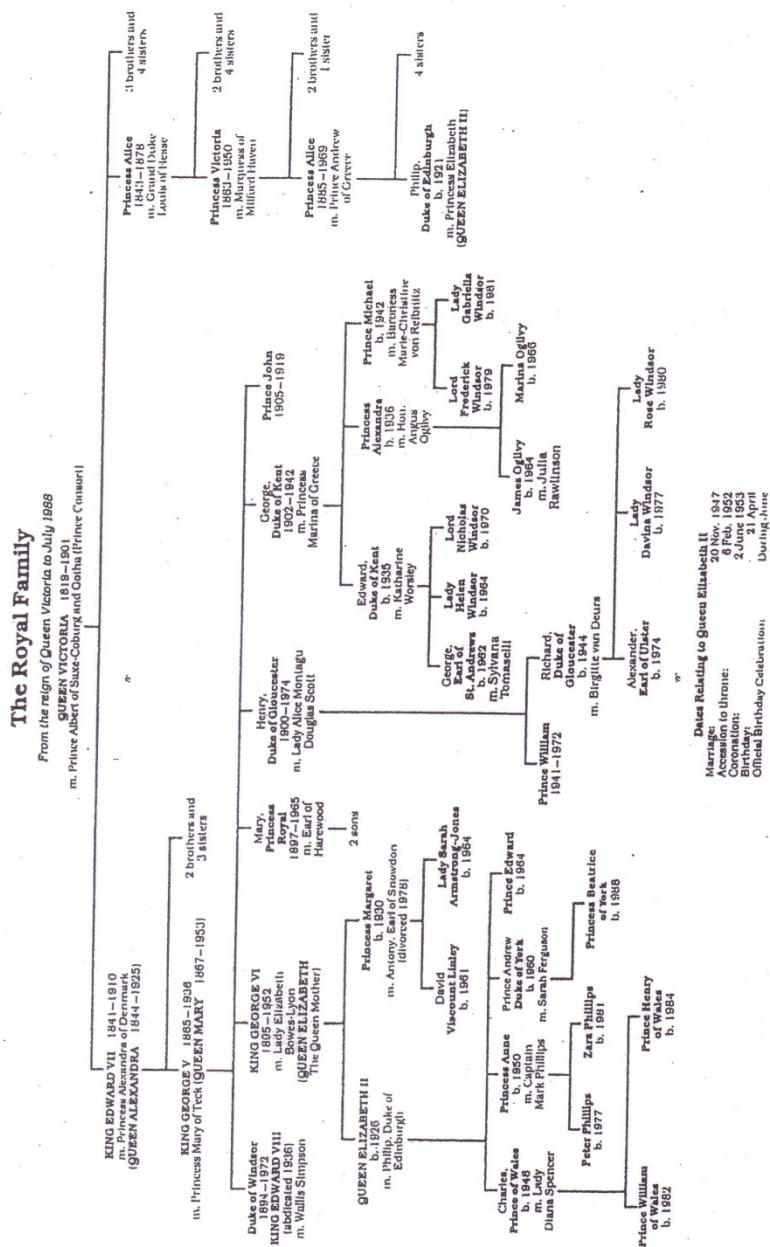 The Royal Family
From the reign of Queen Victoria to July 1988
QUEEN VICTORIA 1819–1901
m. Prince Albert of Saxe-Coburg and Gotha (Prince Consort)
KING EDWARD VII 1841–1910
m. Princess Alexandra of Denmark
(QUEEN ALEXANDRA 1844–1925)
Princess Alice
1843–1878
m. Grand Duke
Louis of Hesse
3 brothers and
4 sisters
KING GEORGE V 1865–1936
m. Princess Mary of Teck (QUEEN MARY 1867–1953)
2 brothers and
3 sisters
Princess Victoria
1863–1950
m. Marquess of
Milford Haven
2 brothers and
4 sisters
Duke of Windsor
1894–1972
KING EDWARD VIII
(abdicated 1936)
m. Wallis Simpson
KING GEORGE VI
1895–1952
m. Lady Elizabeth
Bowes-Lyon
(QUEEN ELIZABETH
The Queen Mother)
Mary,
Princess
Royal
1897–1965
m. Earl of
Harewood
2 sons
Henry,
Duke of Gloucester
1900–1974
m. Lady Alice Montagu
Douglas Scott
George,
Duke of Kent
1902–1942
m. Princess
Marina of Greece
Prince John
1905–1919
Princess Alice
1885–1969
m. Prince Andrew
of Greece
2 brothers and
1 sister
QUEEN ELIZABETH II
b. 1926
m. Philip, Duke of
Edinburgh
Princess Margaret
b. 1930
m. Antony, Earl of Snowdon
(divorced 1978)
Edward,
Duke of Kent
b. 1935
m. Katharine
Worsley
Princess
Alexandra
b. 1936
m. Hon.
Angus
Ogilvy
Prince Michael
b. 1942
m. Baroness
Marie-Christine
von Reibnitz
Philip,
Duke of Edinburgh
b. 1921
m. Princess Elizabeth
(QUEEN ELIZABETH II)
4 sisters
David
Viscount Linley
b. 1961
Lady Sarah
Armstrong-Jones
b. 1964
George,
Earl of
St. Andrews
b. 1962
m. Sylvana
Tomaselli
Lady
Helen
Windsor
b. 1964
Lord
Nicholas
Windsor
b. 1970
Lord
Frederick
Windsor
b. 1979
Lady
Gabriella
Windsor
b. 1981
James Ogilvy
b. 1964
m. Julia
Rawlinson
Marina Ogilvy
b. 1966
Charles,
Prince of Wales
b. 1948
m. Lady
Diana Spencer
Princess Anne
b. 1950
m. Captain
Mark Phillips
Prince Andrew
Duke of York
b. 1960
m. Sarah Ferguson
Prince Edward
b. 1964
Prince William
1941–1972
Richard,
Duke of
Gloucester
b. 1944
m. Birgitte van Deurs
Peter Phillips
b. 1977
Zara Phillips
b. 1981
Princess Beatrice
of York
b. 1988
Alexander,
Earl of Ulster
b. 1974
Lady
Davina Windsor
b. 1977
Lady
Rose Windsor
b. 1980
Prince William
of Wales
b. 1982
Prince Henry
of Wales
b. 1984
Dates Relating to Queen Elizabeth II
Marriage: 20 Nov. 1947
Accession to throne: 6 Feb. 1952
Coronation: 2 June 1953
Birthday: 21 April
Official Birthday Celebration: During June